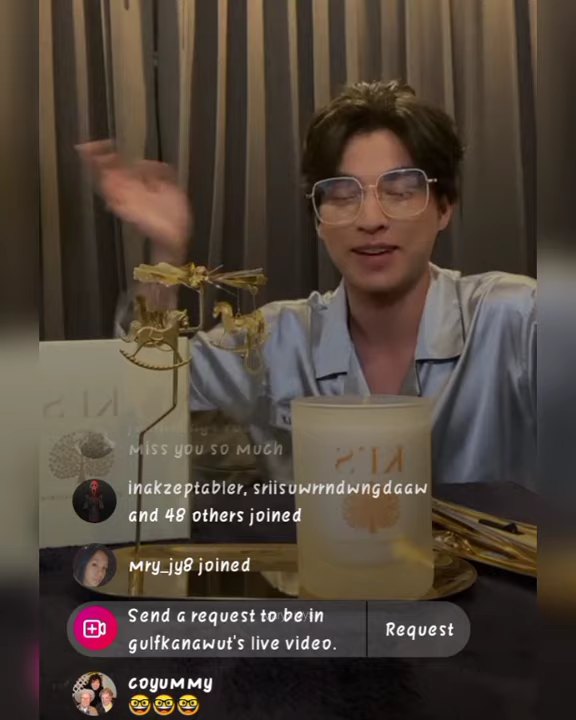 miss you so much
inakzeptabler, sriisuwrrndwngdaaw
and 48 others joined
mry_jy8 joined
Send a request to be in
gulfkanawut's live video.
Request
coyummy
🤓🤓🤓